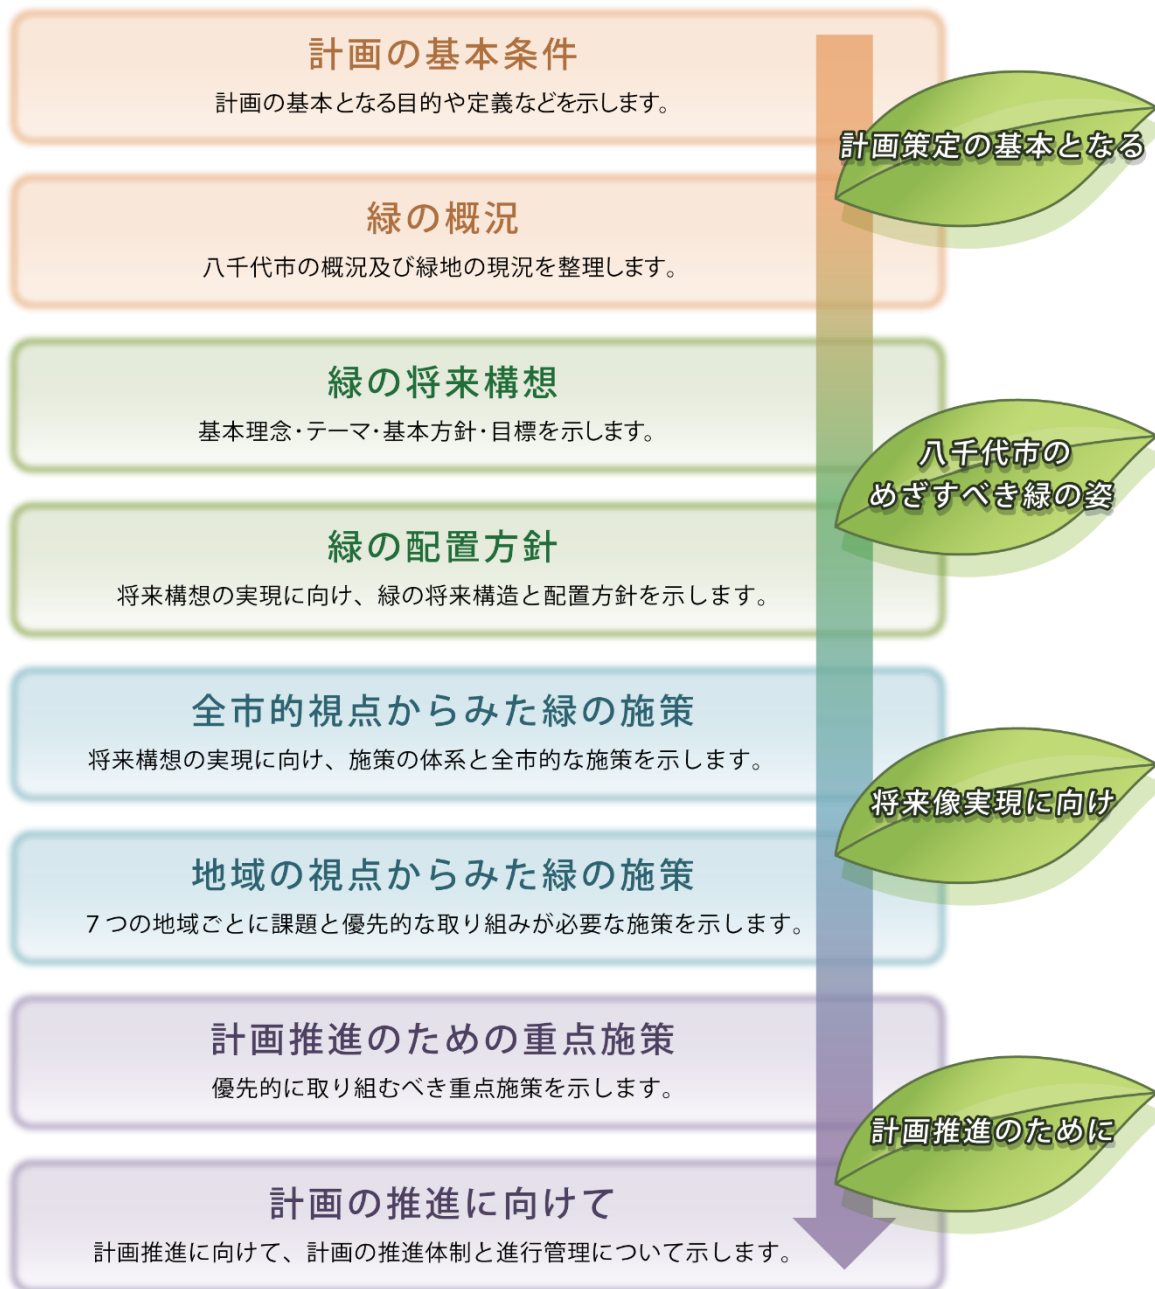 計画の基本条件
計画の基本となる目的や定義などを示します。
計画策定の基本となる
緑の概況
八千代市の概況及び緑地の現況を整理します。
緑の将来構想
基本理念・テーマ・基本方針・目標を示します。
八千代市の
めざすべき緑の姿
緑の配置方針
将来構想の実現に向け、緑の将来構造と配置方針を示します。
全市的視点からみた緑の施策
将来構想の実現に向け、施策の体系と全市的な施策を示します。
将来像実現に向け
地域の視点からみた緑の施策
7つの地域ごとに課題と優先的な取り組みが必要な施策を示します。
計画推進のための重点施策
優先的に取り組むべき重点施策を示します。
計画推進のために
計画の推進に向けて
計画推進に向けて、計画の推進体制と進行管理について示します。